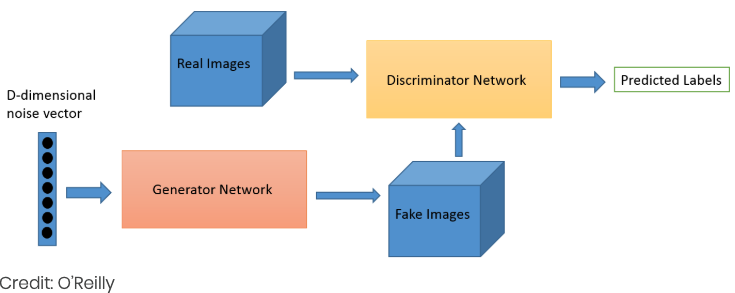 Real Images
Discriminator Network
Predicted Labels
D-dimensional
noise vector
Generator Network
Fake Images
Credit: O'Reilly